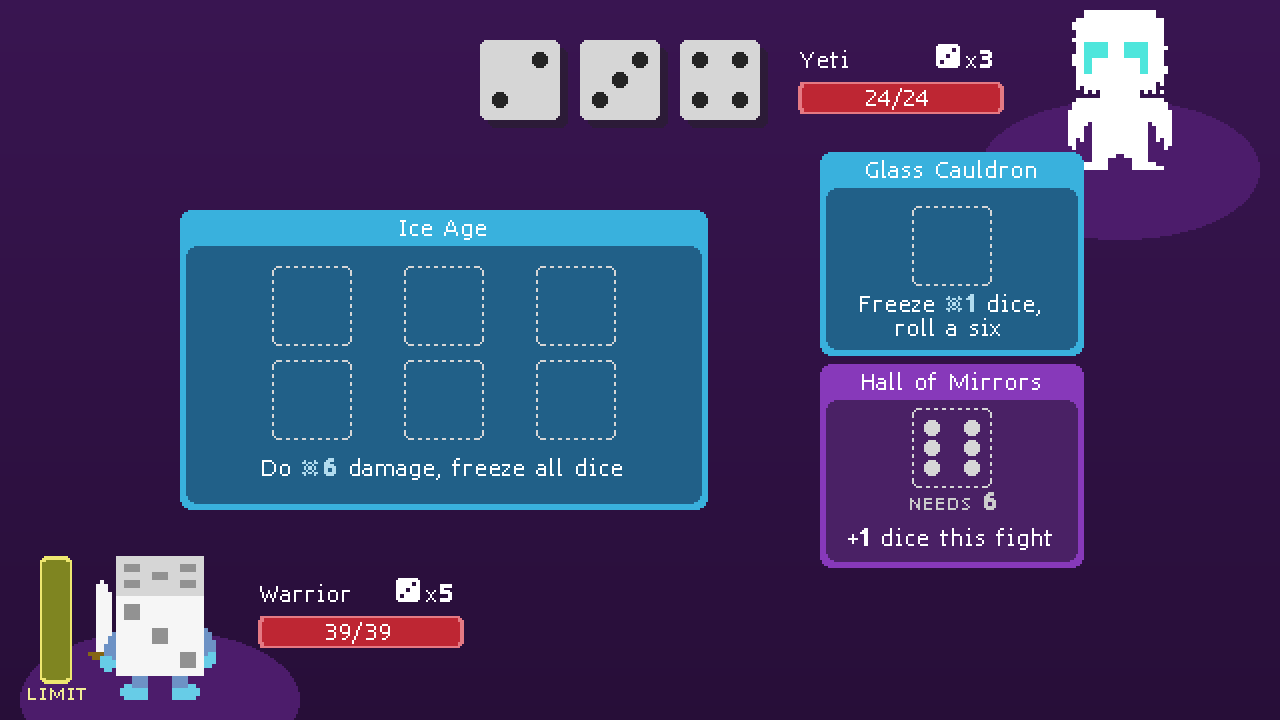 Yeti x3
24/24
Glass Cauldron
Freeze 1 dice,
roll a six
Ice Age
Do 6 damage, freeze all dice
Hall of Mirrors
NEEDS 6
+1 dice this fight
Warrior x5
39/39
LIMIT